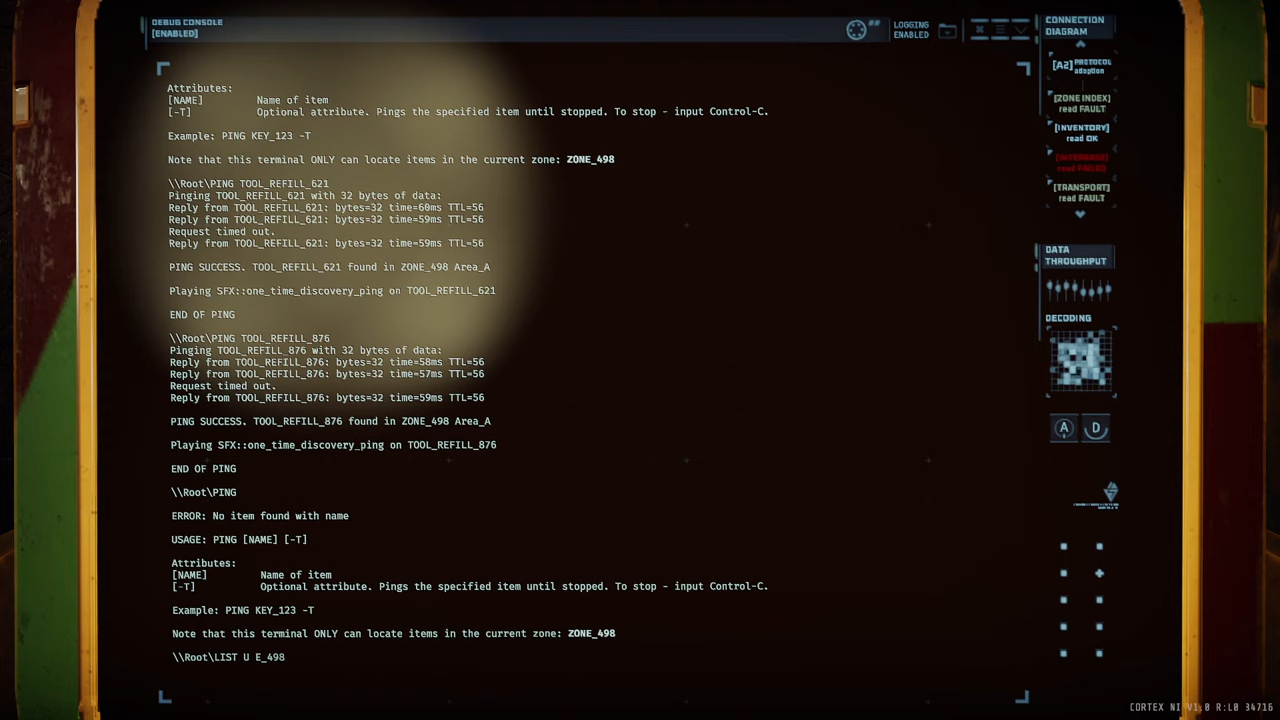 DEBUG CONSOLE
[ENABLED]
LOGGING
ENABLED
Attributes:
[NAME] Name of item
[-T] Optional attribute. Pings the specified item until stopped. To stop - input Control-C.
Example: PING KEY_123 -T
Note that this terminal ONLY can locate items in the current zone: ZONE_498
\\Root\PING TOOL_REFILL_621
Pinging TOOL_REFILL_621 with 32 bytes of data:
Reply from TOOL_REFILL_621: bytes=32 time=60ms TTL=56
Reply from TOOL_REFILL_621: bytes=32 time=59ms TTL=56
Request timed out.
Reply from TOOL_REFILL_621: bytes=32 time=59ms TTL=56
PING SUCCESS. TOOL_REFILL_621 found in ZONE_498 Area_A
Playing SFX::one_time_discovery_ping on TOOL_REFILL_621
END OF PING
\\Root\PING TOOL_REFILL_876
Pinging TOOL_REFILL_876 with 32 bytes of data:
Reply from TOOL_REFILL_876: bytes=32 time=58ms TTL=56
Reply from TOOL_REFILL_876: bytes=32 time=57ms TTL=56
Request timed out.
Reply from TOOL_REFILL_876: bytes=32 time=59ms TTL=56
PING SUCCESS. TOOL_REFILL_876 found in ZONE_498 Area_A
Playing SFX::one_time_discovery_ping on TOOL_REFILL_876
END OF PING
\\Root\PING
ERROR: No item found with name
USAGE: PING [NAME] [-T]
Attributes:
[NAME] Name of item
[-T] Optional attribute. Pings the specified item until stopped. To stop - input Control-C.
Example: PING KEY_123 -T
Note that this terminal ONLY can locate items in the current zone: ZONE_498
\\Root\LIST U E_498
CONNECTION
DIAGRAM
[A2] PROTOCOL
adoption
[ZONE INDEX]
read FAULT
[INVENTORY]
read OK
read FAILED
[TRANSPORT]
read FAULT
DATA
THROUGHPUT
DECODING
A D
CORTEX NI V1.0 R:L0 34716